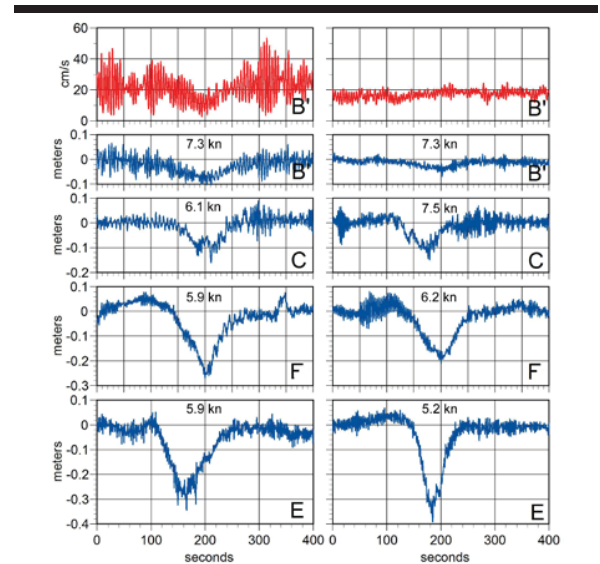 60
40
20
0
cm/s
B'
B'
0.1
0
-0.1
meters
7.3 kn
B'
7.3 kn
B'
0.1
0
-0.1
-0.2
meters
6.1 kn
C
7.5 kn
C
0.1
0
-0.1
-0.2
-0.3
meters
5.9 kn
F
6.2 kn
F
0.1
0
-0.1
-0.2
-0.3
-0.4
meters
5.9 kn
E
5.2 kn
E
0 100 200 300 400 0 200 400
seconds seconds